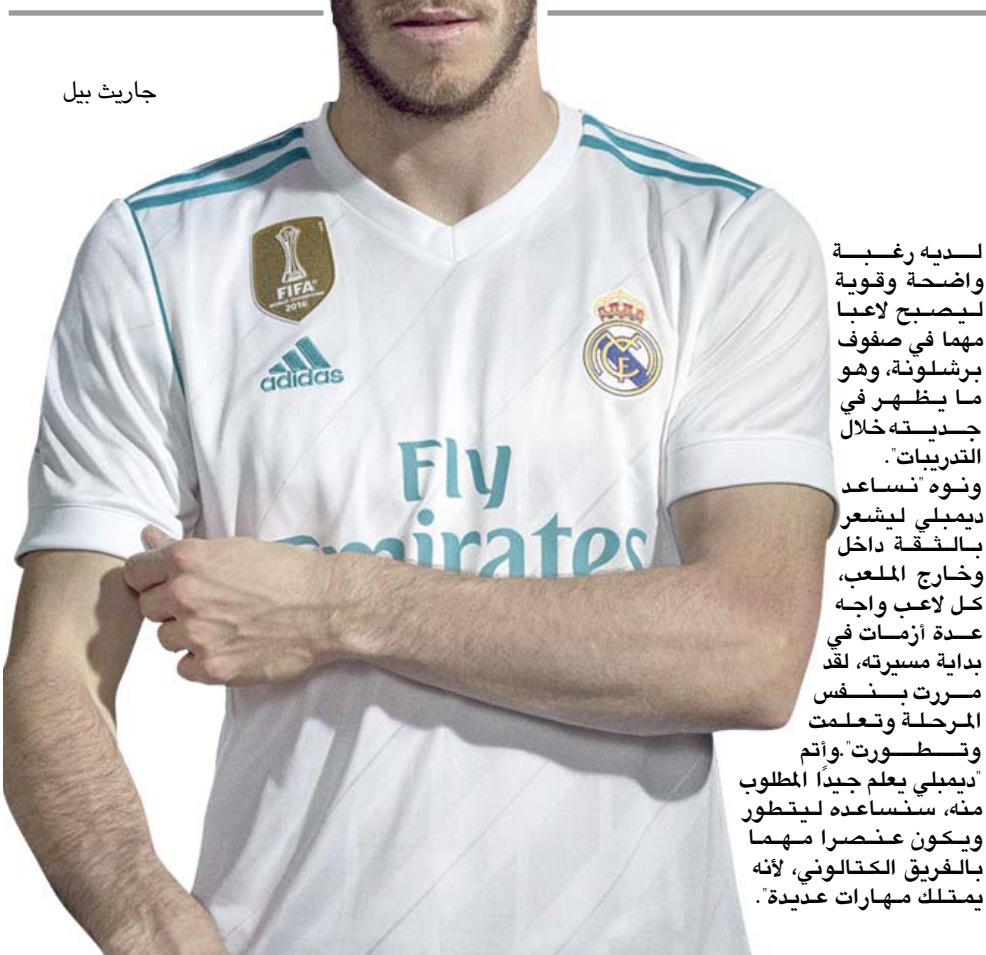 جاريث بيل
لديه رغبة
واضحة وقوية
ليصبح لاعبا
مهما في صفوف
برشلونة، وهو
ما يظهر في
جديته خلال
التدريبات".
ونوه "نساعد
ديمبلي ليشعر
بالثقة داخل
وخارج الملعب،
كل لاعب واجه
عدة أزمات في
بداية مسيرته، لقد
مررت بنفس
المرحلة وتعلمت
وتطورت".وأتم
"ديمبلي يعلم جيدًا المطلوب
منه، سنساعده ليتطور
ويكون عنصرا مهما
بالفريق الكتالوني، لأنه
يمتلك مهارات عديدة".
FIFA
WORLD CHAMPIONS
2016
adidas
Fly
Emirates